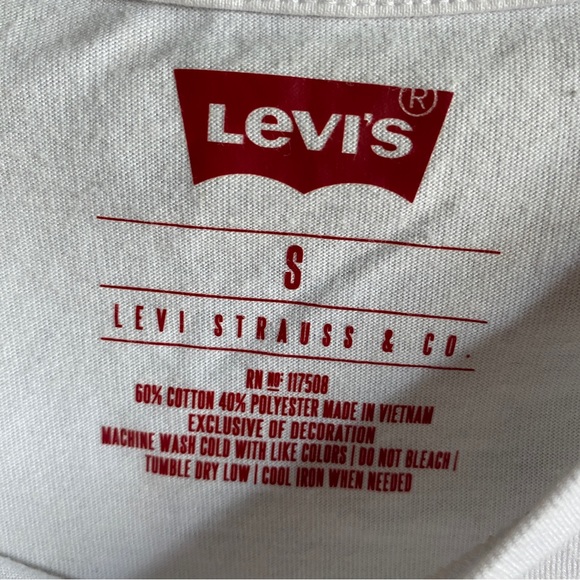 Levi's®
S
LEVI STRAUSS & CO.
RN Nº 117508
60% COTTON 40% POLYESTER MADE IN VIETNAM
EXCLUSIVE OF DECORATION
MACHINE WASH COLD WITH LIKE COLORS | DO NOT BLEACH |
TUMBLE DRY LOW | COOL IRON WHEN NEEDED